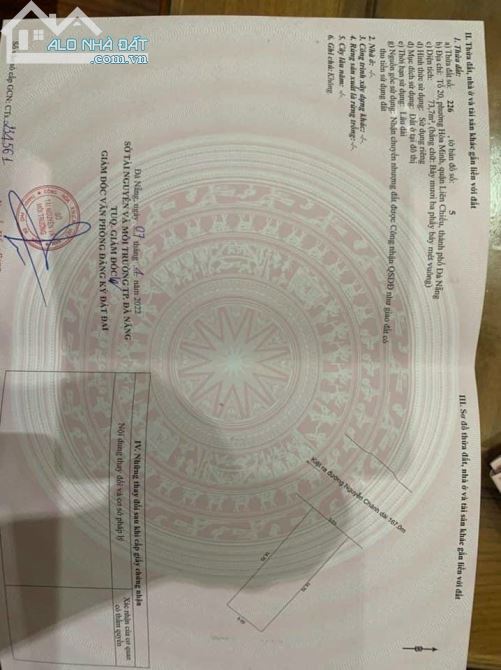 ALO NHÀ ĐẤT
II. Thửa đất, nhà ở và tài sản khác gắn liền với đất
1. Thửa đất:
a) Thửa đất số: 226 , tờ bản đồ số: 5
b) Địa chỉ: Tổ 20, phường Hòa Minh, quận Liên Chiểu, thành phố Đà Nẵng
c) Diện tích: 73,7m² (bằng chữ: Bảy mươi ba phẩy bảy mét vuông)
d) Hình thức sử dụng: Sử dụng riêng
đ) Mục đích sử dụng: Đất ở tại đô thị
e) Thời hạn sử dụng: Lâu dài
g) Nguồn gốc sử dụng: Nhận chuyển nhượng đất được Công nhận QSDĐ như giao đất có
thu tiền sử dụng đất
2. Nhà ở: -/-
3. Công trình xây dựng khác: -/-
4. Rừng sản xuất là rừng trồng: -/-
5. Cây lâu năm: -/-
6. Ghi chú: Không.
Đà Nẵng, ngày 07 tháng 4 năm 2022
SỞ TÀI NGUYÊN VÀ MÔI TRƯỜNG TP. ĐÀ NẴNG
TUQ. GIÁM ĐỐC
GIÁM ĐỐC VĂN PHÒNG ĐĂNG KÝ ĐẤT ĐAI
cấp GCN: CTs
III. Sơ đồ thửa đất, nhà ở và tài sản khác gắn liền với đất
B
Kiệt ra đường Nguyễn Chánh dài 167.0m
IV. Những thay đổi sau khi cấp giấy chứng nhận
Nội dung thay đổi và cơ sở pháp lý
Xác nhận của cơ quan
có thẩm quyền